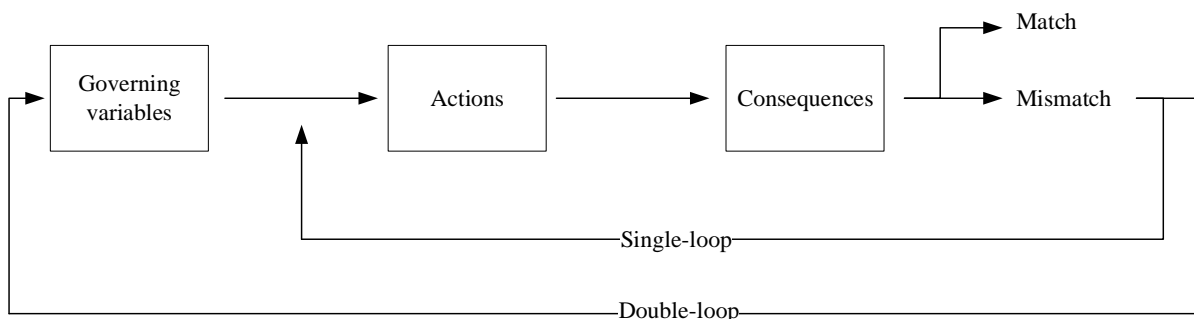 Match
Governing
variables
Actions
Consequences
Mismatch
Single-loop
Double-loop